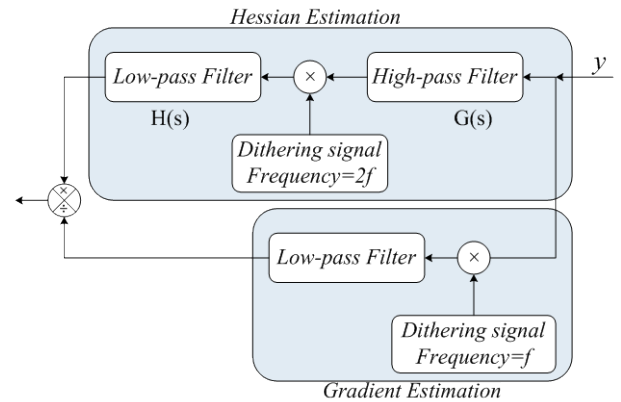 Hessian Estimation
y
Low-pass Filter
×
High-pass Filter
H(s)
G(s)
Dithering signal
Frequency=2f
×
÷
Low-pass Filter
×
Dithering signal
Frequency=f
Gradient Estimation